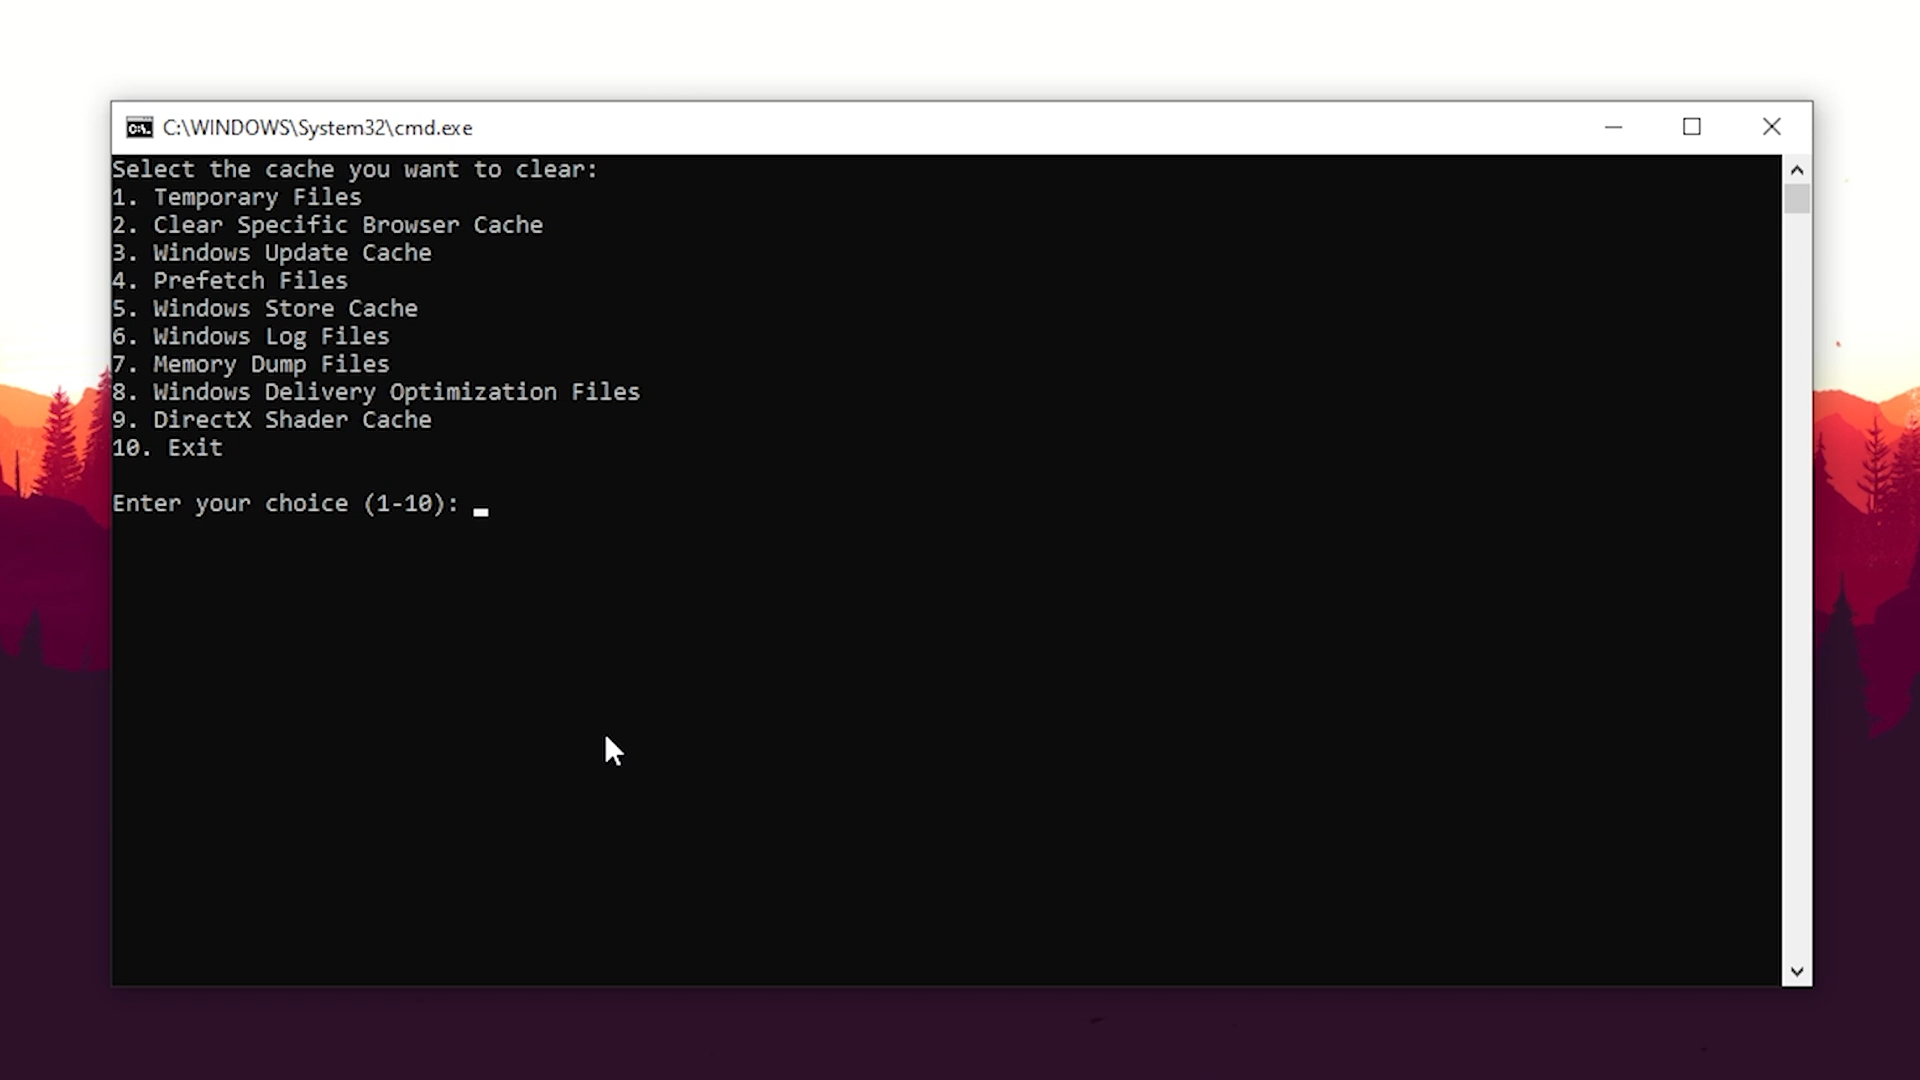 C:\WINDOWS\System32\cmd.exe
Select the cache you want to clear:
1. Temporary Files
2. Clear Specific Browser Cache
3. Windows Update Cache
4. Prefetch Files
5. Windows Store Cache
6. Windows Log Files
7. Memory Dump Files
8. Windows Delivery Optimization Files
9. DirectX Shader Cache
10. Exit
Enter your choice (1-10):